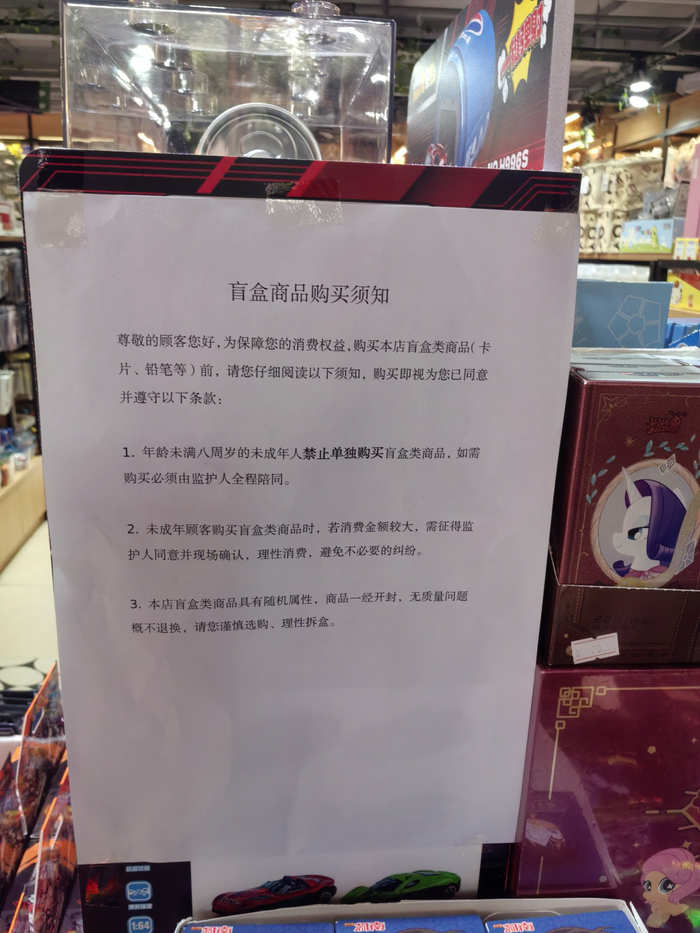 盲盒商品购买须知
尊敬的顾客您好,为保障您的消费权益,购买本店盲盒类商品(卡
片、铅笔等)前，请您仔细阅读以下须知，购买即视为您已同意
并遵守以下条款：
1. 年龄未满八周岁的未成年人禁止单独购买盲盒类商品，如需
购买必须由监护人全程陪同。
2. 未成年顾客购买盲盒类商品时，若消费金额较大，需征得监
护人同意并现场确认，理性消费，避免不必要的纠纷。
3. 本店盲盒类商品具有随机属性，商品一经开封，无质量问题
概不退换，请您谨慎选购、理性拆盒。
1:64